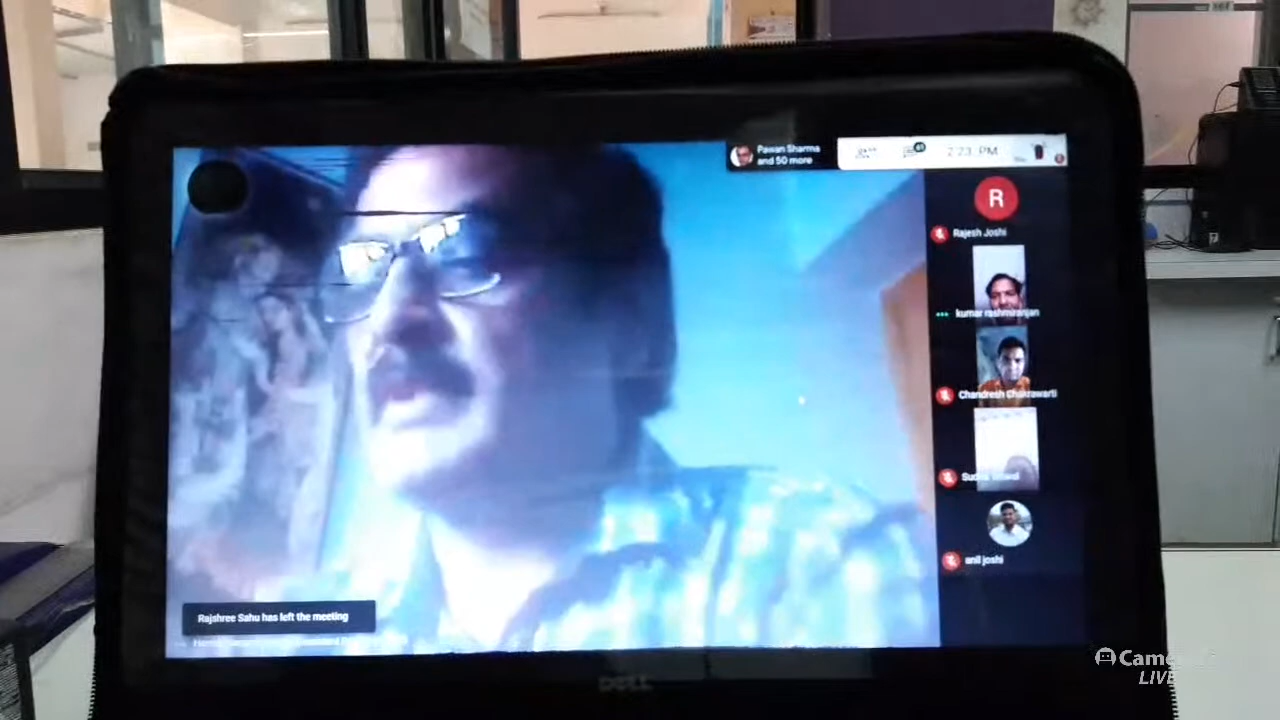 Pawan Sharma
and 50 more
2:23 PM
R
Rajesh Joshi
kumar rashmiranjan
Chandresh Chakrawarti
anil joshi
Rajshree Sahu has left the meeting
DELL
LIVE